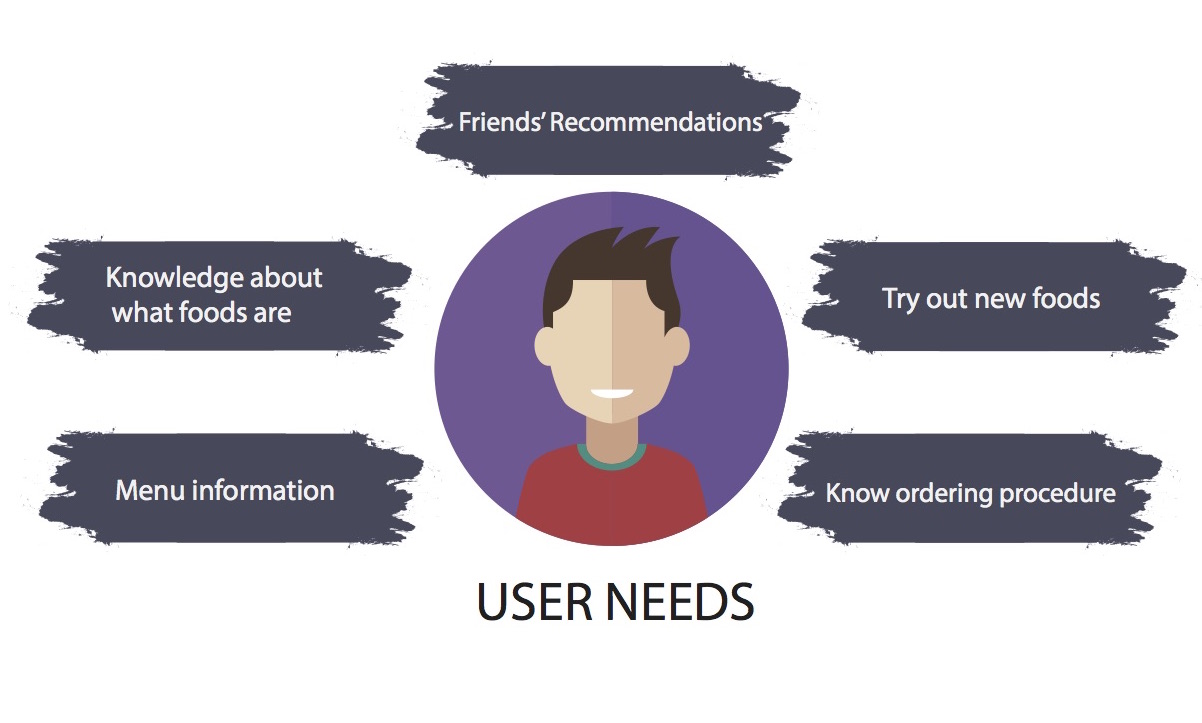 Friends’ Recommendations
Knowledge about
what foods are
Try out new foods
Menu information
Know ordering procedure
USER NEEDS